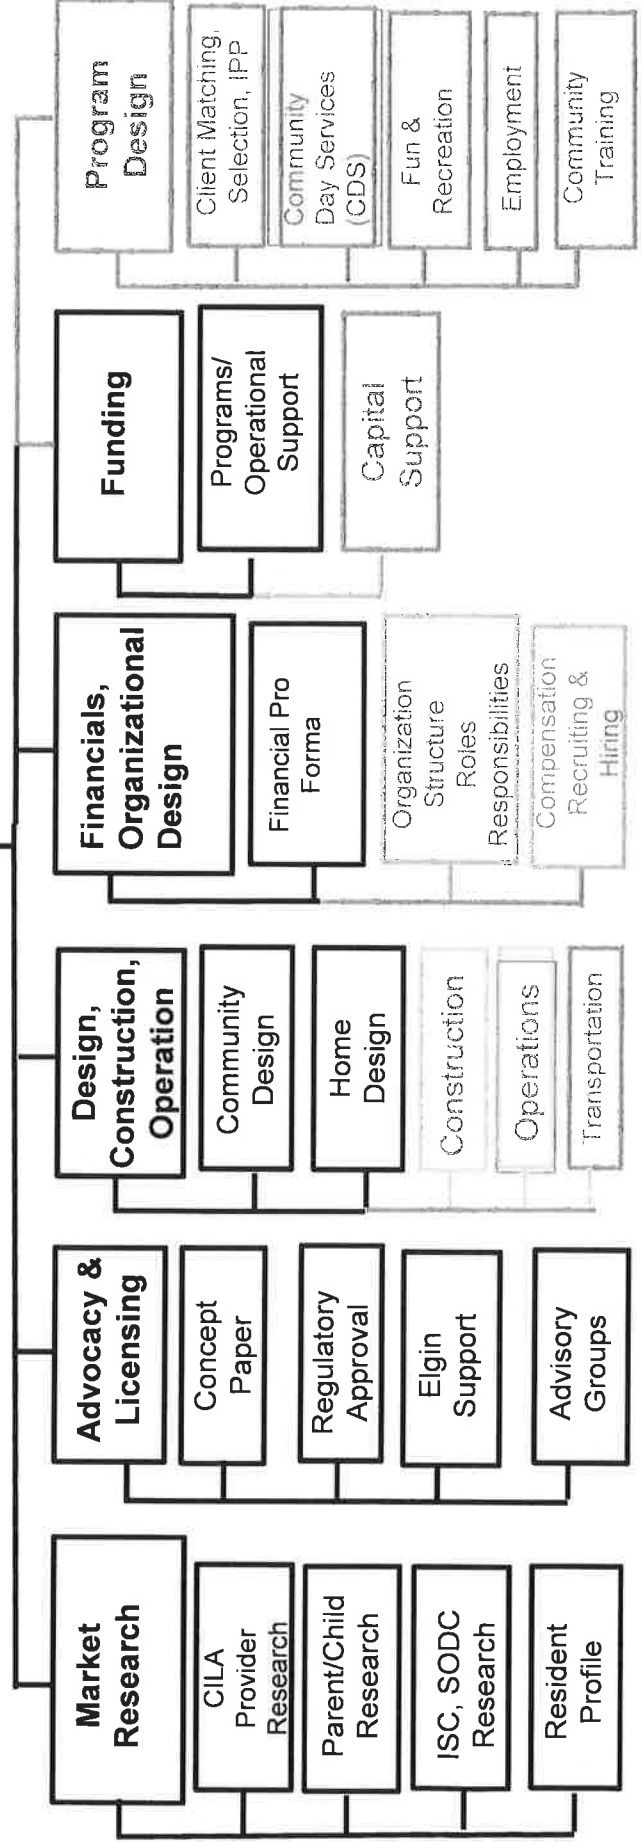 Market
Research
CILA
Provider
Research
Parent/Child
Research
ISC, SODC
Research
Resident
Profile
Advocacy &
Licensing
Concept
Paper
Regulatory
Approval
Elgin
Support
Advisory
Groups
Design,
Construction,
Operation
Community
Design
Home
Design
Construction
Operations
Transportation
Financials,
Organizational
Design
Financial Pro
Forma
Organization
Structure
Roles
Responsibilities
Compensation
Recruiting &
Hiring
Funding
Programs/
Operational
Support
Capital
Support
Program
Design
Client Matching,
Selection, IPP
Community
Day Services
(CDS)
Fun &
Recreation
Employment
Community
Training